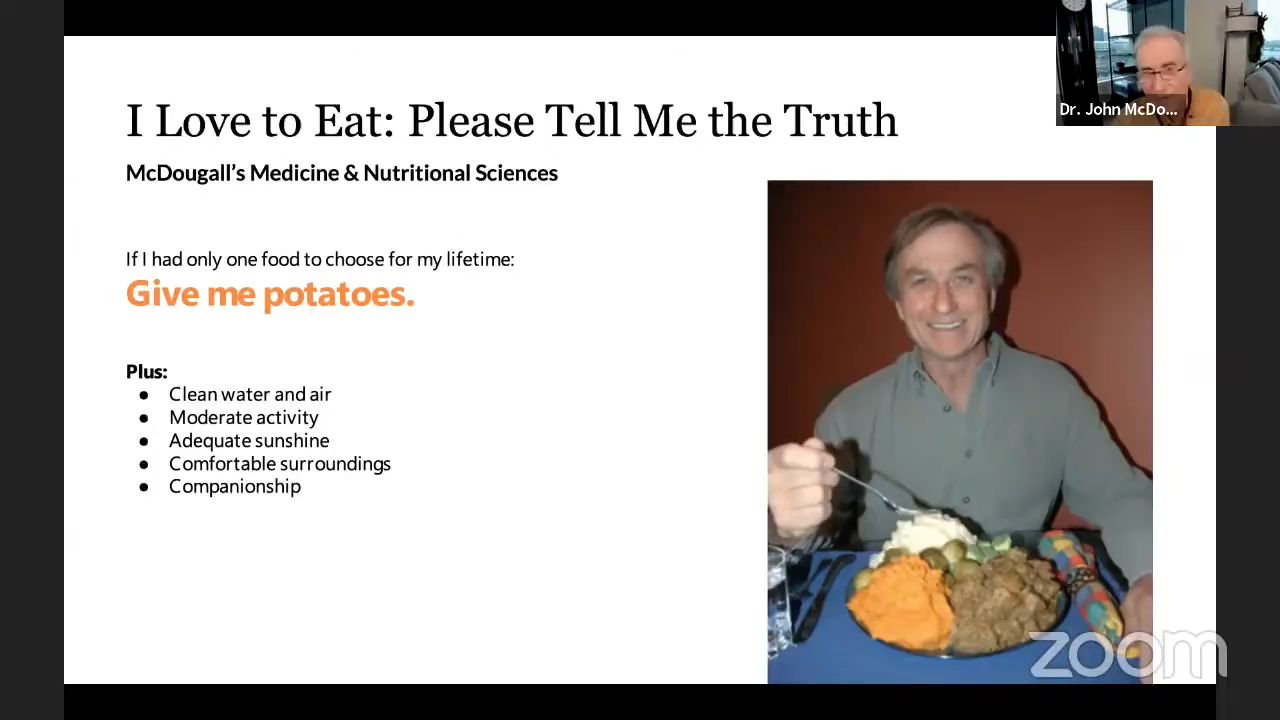 I Love to Eat: Please Tell Me the Truth
McDougall's Medicine & Nutritional Sciences
If I had only one food to choose for my lifetime:
Give me potatoes.
Plus:
● Clean water and air
● Moderate activity
● Adequate sunshine
● Comfortable surroundings
● Companionship
Dr. John McDo...
zoom